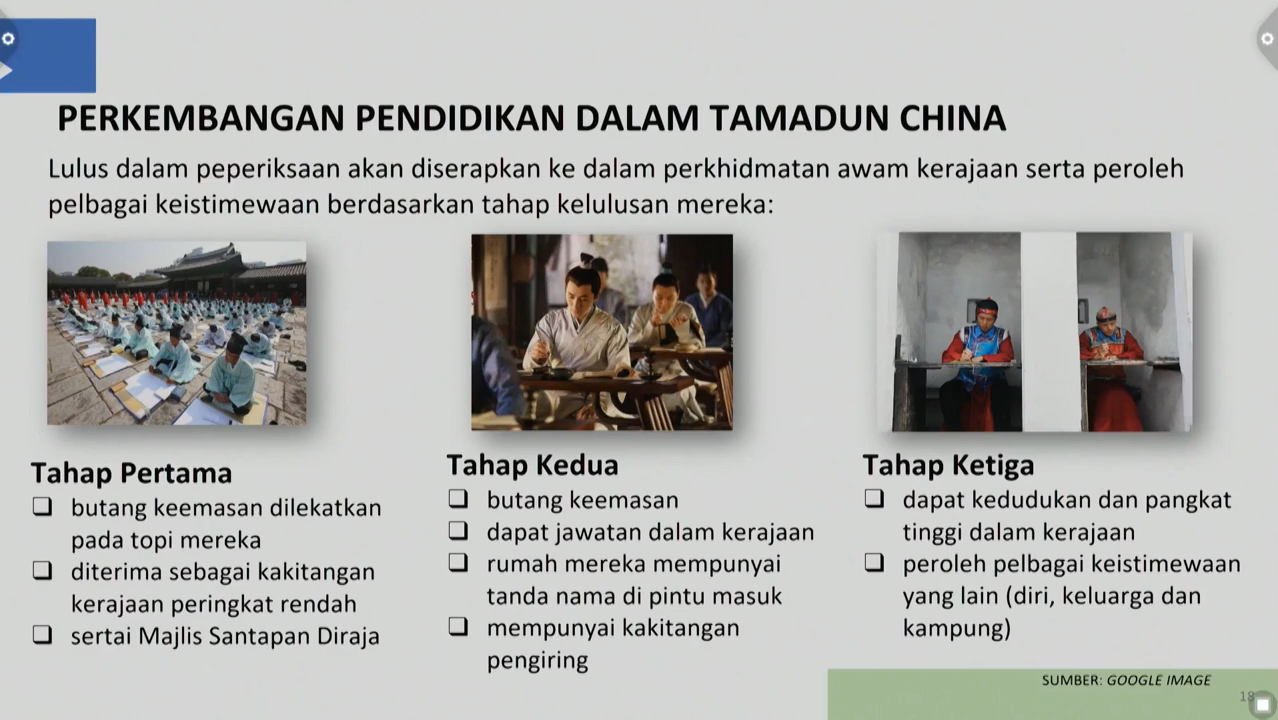 PERKEMBANGAN PENDIDIKAN DALAM TAMADUN CHINA
Lulus dalam peperiksaan akan diserapkan ke dalam perkhidmatan awam kerajaan serta peroleh
pelbagai keistimewaan berdasarkan tahap kelulusan mereka:
Tahap Pertama
❑ butang keemasan dilekatkan
pada topi mereka
❑ diterima sebagai kakitangan
kerajaan peringkat rendah
❑ sertai Majlis Santapan Diraja
Tahap Kedua
❑ butang keemasan
❑ dapat jawatan dalam kerajaan
❑ rumah mereka mempunyai
tanda nama di pintu masuk
❑ mempunyai kakitangan
pengiring
Tahap Ketiga
❑ dapat kedudukan dan pangkat
tinggi dalam kerajaan
❑ peroleh pelbagai keistimewaan
yang lain (diri, keluarga dan
kampung)
SUMBER: GOOGLE IMAGE
18